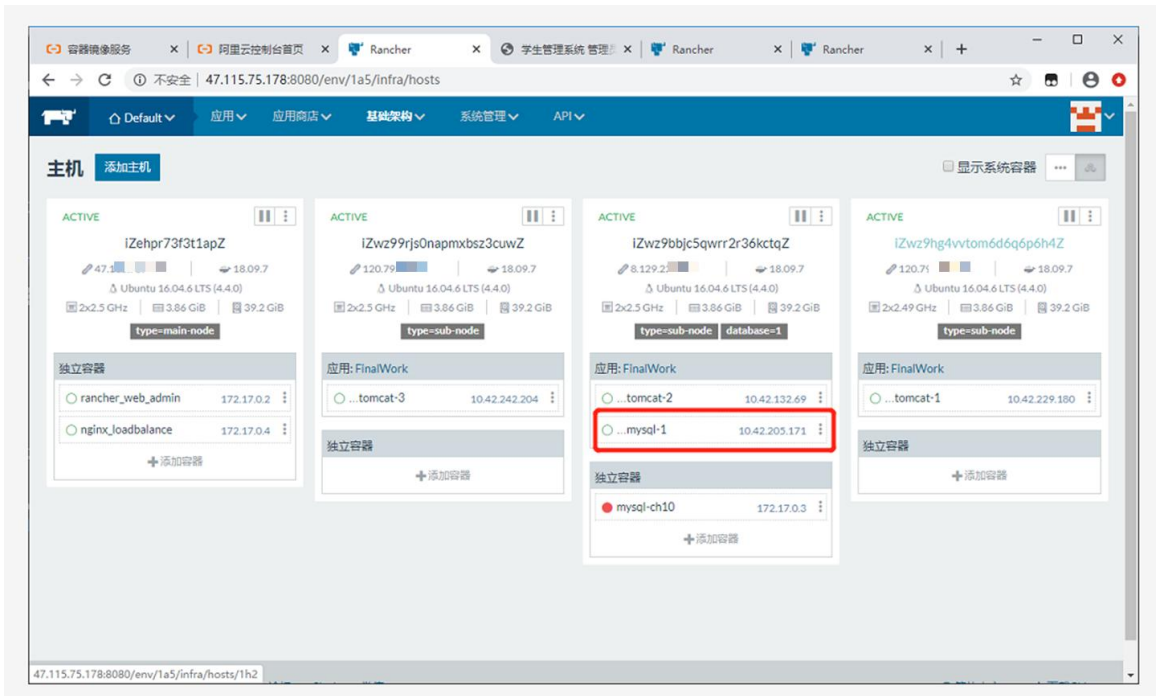 容器镜像服务 × 阿里云控制台首页 × Rancher × 学生管理系统 管理 × Rancher × Rancher × +
不安全 | 47.115.75.178:8080/env/1a5/infra/hosts
Default 应用 应用商店 基础架构 系统管理 API
主机 添加主机 显示系统容器
ACTIVE
iZehpr73f3t1apZ
47.1 18.09.7
Ubuntu 16.04.6 LTS (4.4.0)
2x2.5 GHz 3.86 GiB 39.2 GiB
type=main-node
独立容器
rancher_web_admin 172.17.0.2
nginx_loadbalance 172.17.0.4
+添加容器
ACTIVE
iZwz99rjs0napmxbsz3cuwZ
120.79 18.09.7
Ubuntu 16.04.6 LTS (4.4.0)
2x2.5 GHz 3.86 GiB 39.2 GiB
type=sub-node
应用: FinalWork
...tomcat-3 10.42.242.204
独立容器
+添加容器
ACTIVE
iZwz9bbjc5qwrr2r36kctqZ
8.129.2 18.09.7
Ubuntu 16.04.6 LTS (4.4.0)
2x2.5 GHz 3.86 GiB 39.2 GiB
type=sub-node database=1
应用: FinalWork
...tomcat-2 10.42.132.69
...mysql-1 10.42.205.171
独立容器
mysql-ch10 172.17.0.3
+添加容器
ACTIVE
iZwz9hg4vvtom6d6q6p6h4Z
120.79 18.09.7
Ubuntu 16.04.6 LTS (4.4.0)
2x2.49 GHz 3.86 GiB 39.2 GiB
type=sub-node
应用: FinalWork
...tomcat-1 10.42.229.180
独立容器
+添加容器
47.115.75.178:8080/env/1a5/infra/hosts/1h2